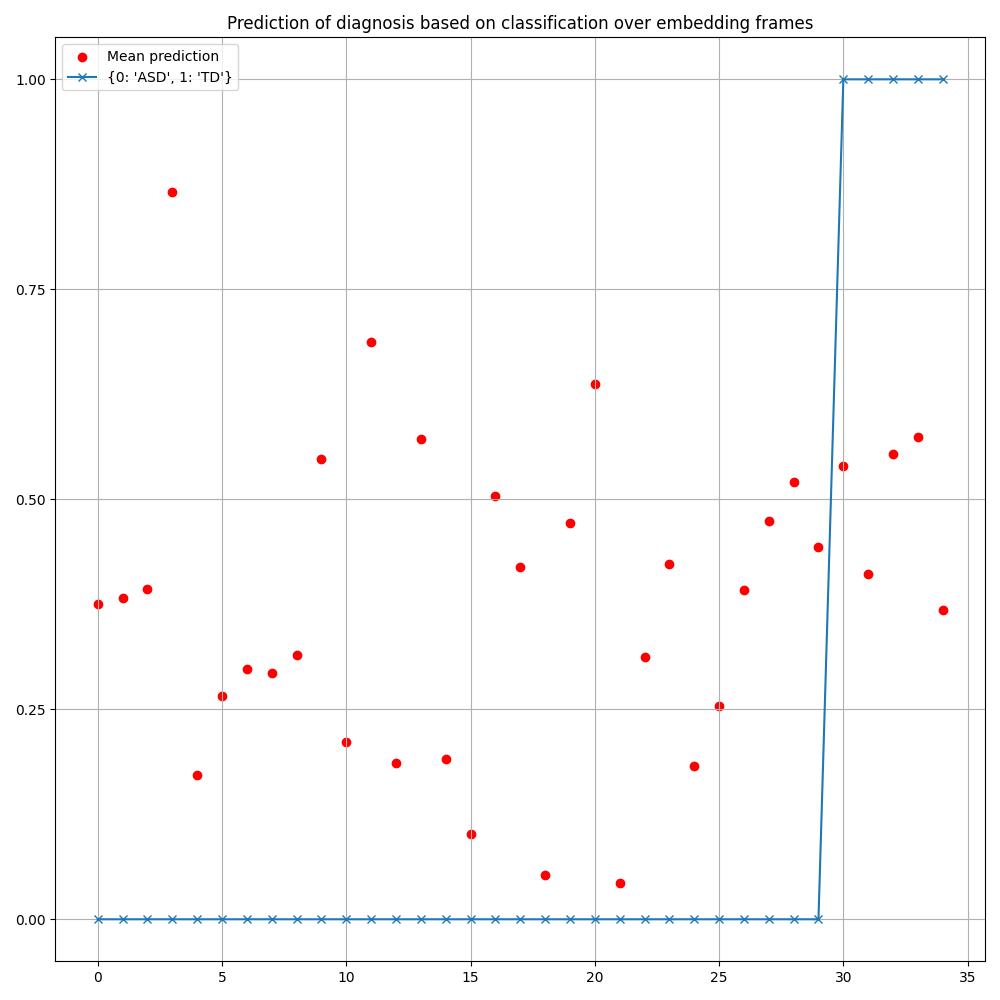 Prediction of diagnosis based on classification over embedding frames
Mean prediction
{0: 'ASD', 1: 'TD'}
1.00
0.75
0.50
0.25
0.00
0 5 10 15 20 25 30 35